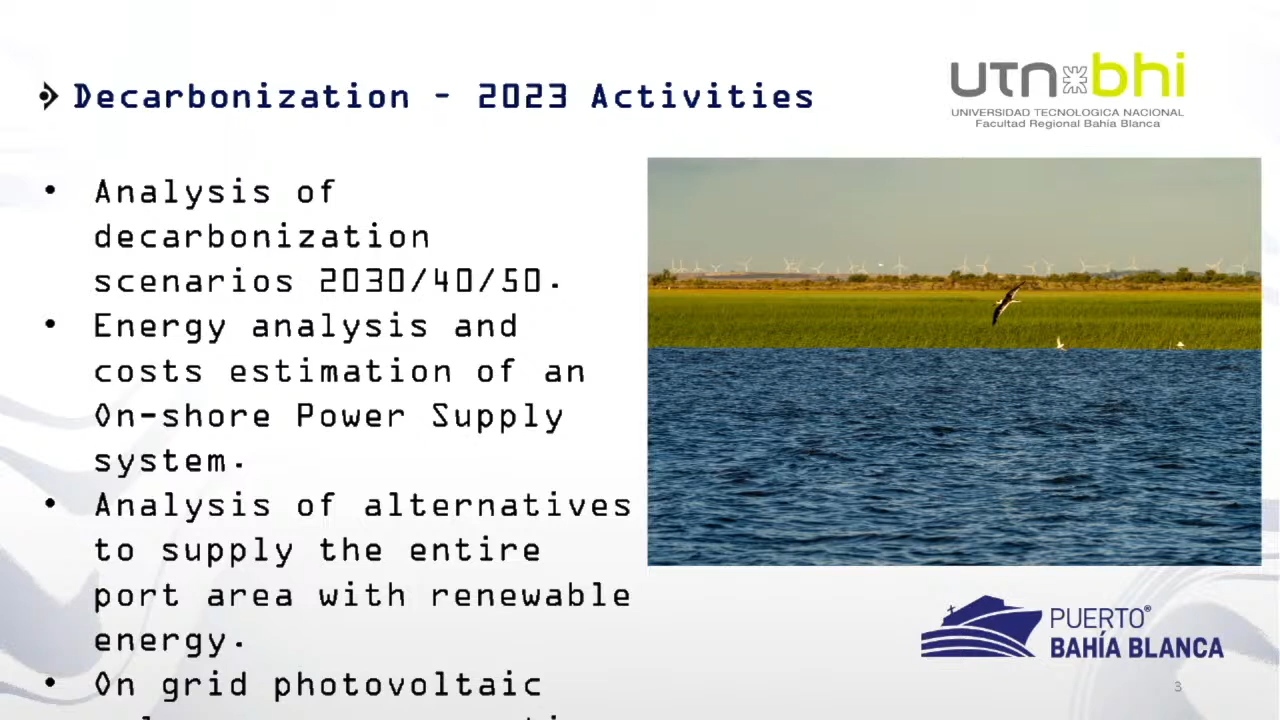 Decarbonization - 2023 Activities
utn bhi
UNIVERSIDAD TECNOLOGICA NACIONAL
Facultad Regional Bahía Blanca
• Analysis of
decarbonization
scenarios 2030/40/50.
• Energy analysis and
costs estimation of an
On-shore Power Supply
system.
• Analysis of alternatives
to supply the entire
port area with renewable
energy.
• On grid photovoltaic
PUERTO®
BAHÍA BLANCA
3